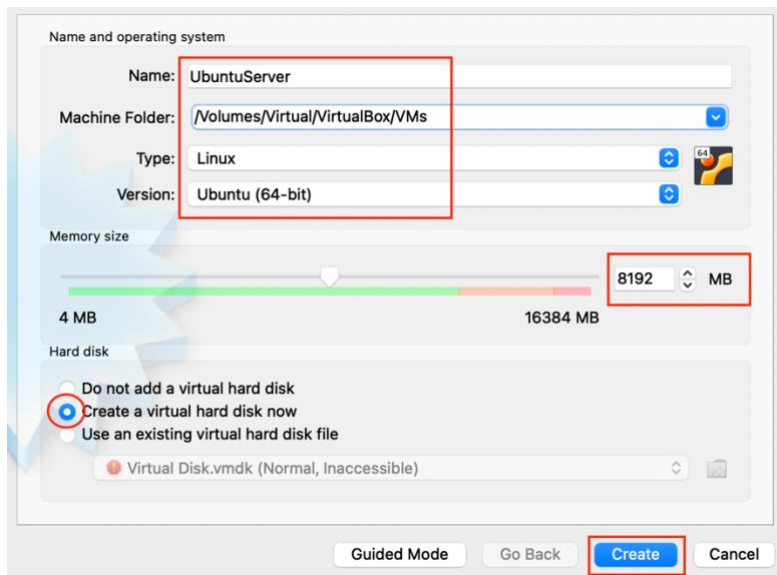 Name and operating system
Name: UbuntuServer
Machine Folder: /Volumes/Virtual/VirtualBox/VMs
Type: Linux
64
Version: Ubuntu (64-bit)
Memory size
8192 MB
4 MB 16384 MB
Hard disk
Do not add a virtual hard disk
Create a virtual hard disk now
Use an existing virtual hard disk file
Virtual Disk.vmdk (Normal, Inaccessible)
Guided Mode Go Back Create Cancel